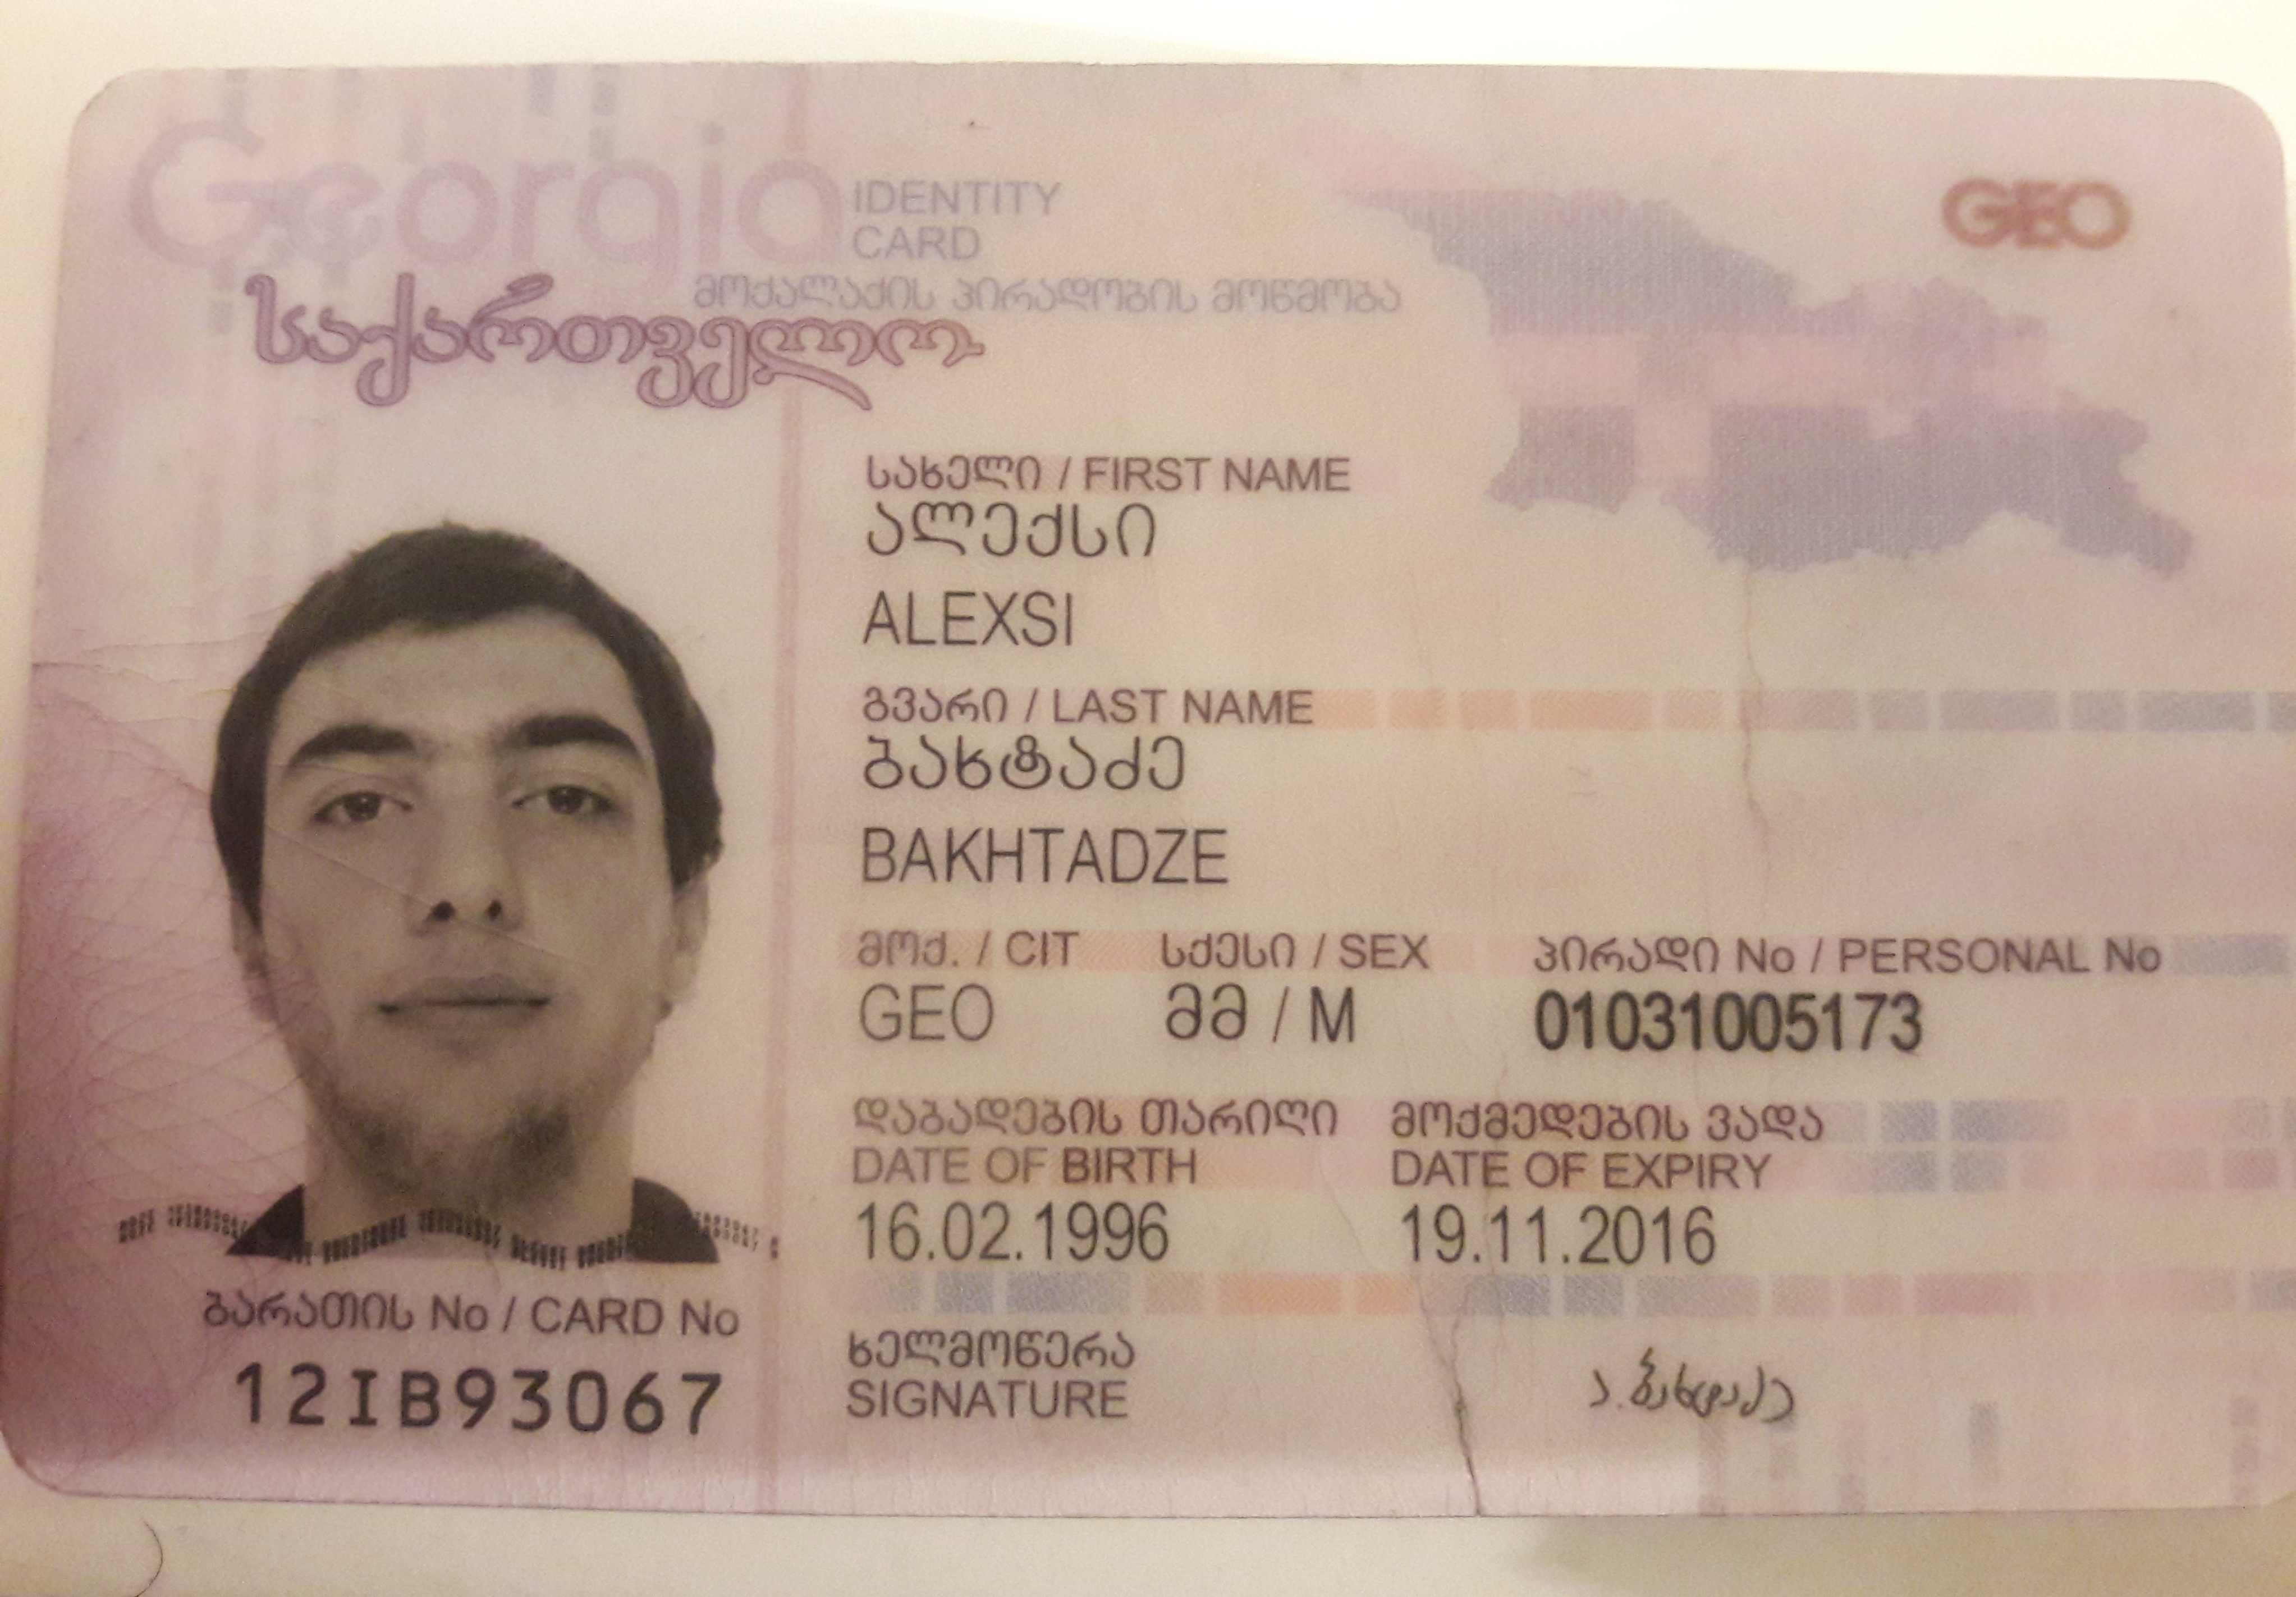 Georgia IDENTITY
CARD
GEO
მოქალაქის პირადობის მოწმობა
საქართველო
სახელი / FIRST NAME
ალექსი
ALEXSI
გვარი / LAST NAME
ბახტაძე
BAKHTADZE
მოქ. / CIT სქესი / SEX პირადი No / PERSONAL No
GEO მმ / M 01031005173
დაბადების თარიღი მოქმედების ვადა
DATE OF BIRTH DATE OF EXPIRY
16.02.1996 19.11.2016
ბარათის No / CARD No
12IB93067
ხელმოწერა
SIGNATURE
ა. ბახტაძე